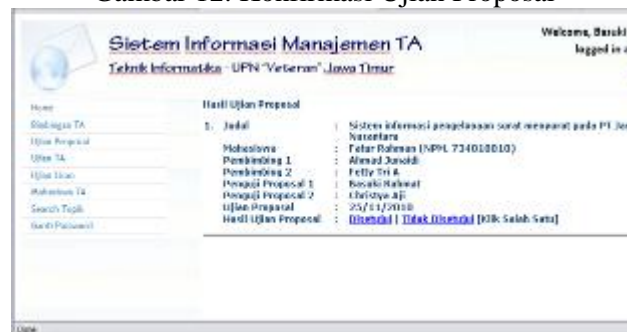 Gambar 12. Konfirmasi Ujian Proposal
Sistem Informasi Manajemen TA
Welcome, Basuki
logged in a
Teknik Informatika - UPN "Veteran" Jawa Timur
Home
Bimbingan TA
Ujian Proposal
Ujian TA
Ujian Lisan
Mahasiswa TA
Search Topik
Ganti Password
Hasil Ujian Proposal
1. Judul : Sistem informasi pengelolaan surat menyurat pada PT
Nusantara
Mahasiswa : Fatur Rahman (NPM. 734010010)
Pembimbing 1 : Ahmad Junaidi
Pembimbing 2 : Fetty Tri A
Penguji Proposal 1 : Basuki Rahmat
Penguji Proposal 2 : Christya Aji
Ujian Proposal : 25/11/2010
Hasil Ujian Proposal : Disetujui | Tidak Disetujui [Klik Salah Satu]
Done